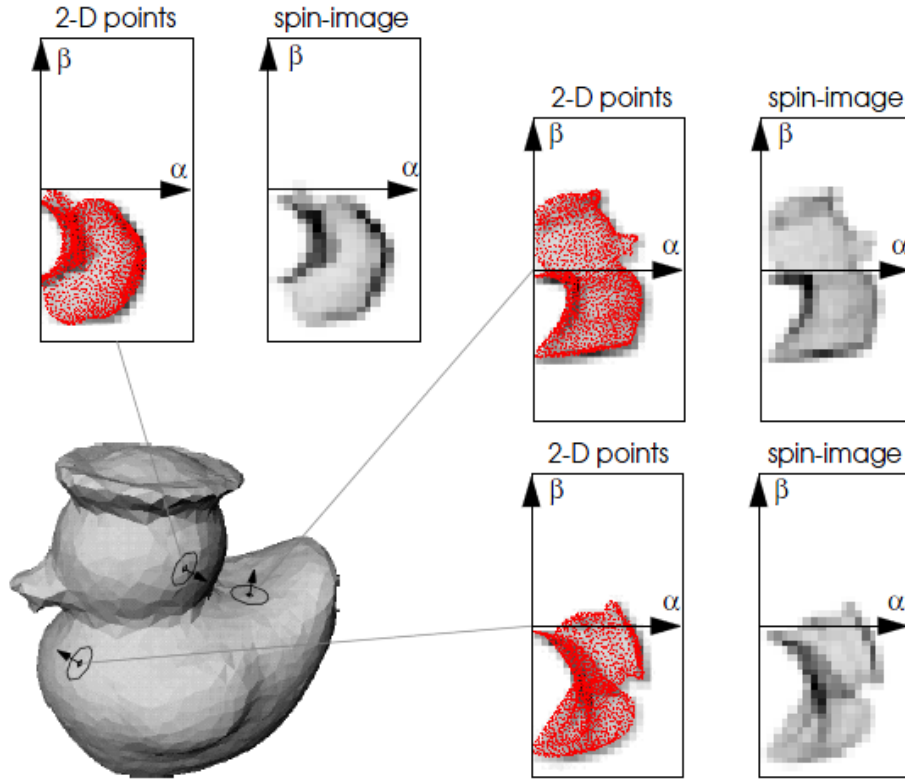 2-D points
spin-image
β
β
α
2-D points
spin-image
β
β
α
α
2-D points
spin-image
β
β
α
α